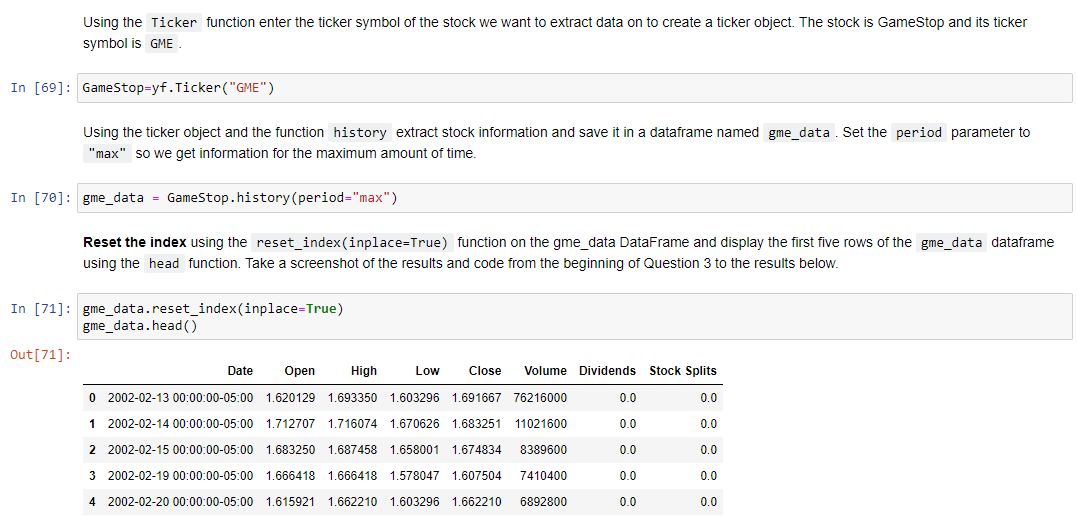 Using the Ticker function enter the ticker symbol of the stock we want to extract data on to create a ticker object. The stock is GameStop and its ticker
symbol is GME .
In [69]: GameStop=yf.Ticker("GME")
Using the ticker object and the function history extract stock information and save it in a dataframe named gme_data . Set the period parameter to
"max" so we get information for the maximum amount of time.
In [70]: gme_data = GameStop.history(period="max")
Reset the index using the reset_index(inplace=True) function on the gme_data DataFrame and display the first five rows of the gme_data dataframe
using the head function. Take a screenshot of the results and code from the beginning of Question 3 to the results below.
In [71]: gme_data.reset_index(inplace=True)
gme_data.head()
Out[71]:
Date Open High Low Close Volume Dividends Stock Splits
0 2002-02-13 00:00:00-05:00 1.620129 1.693350 1.603296 1.691667 76216000 0.0 0.0
1 2002-02-14 00:00:00-05:00 1.712707 1.716074 1.670626 1.683251 11021600 0.0 0.0
2 2002-02-15 00:00:00-05:00 1.683250 1.687458 1.658001 1.674834 8389600 0.0 0.0
3 2002-02-19 00:00:00-05:00 1.666418 1.666418 1.578047 1.607504 7410400 0.0 0.0
4 2002-02-20 00:00:00-05:00 1.615921 1.662210 1.603296 1.662210 6892800 0.0 0.0